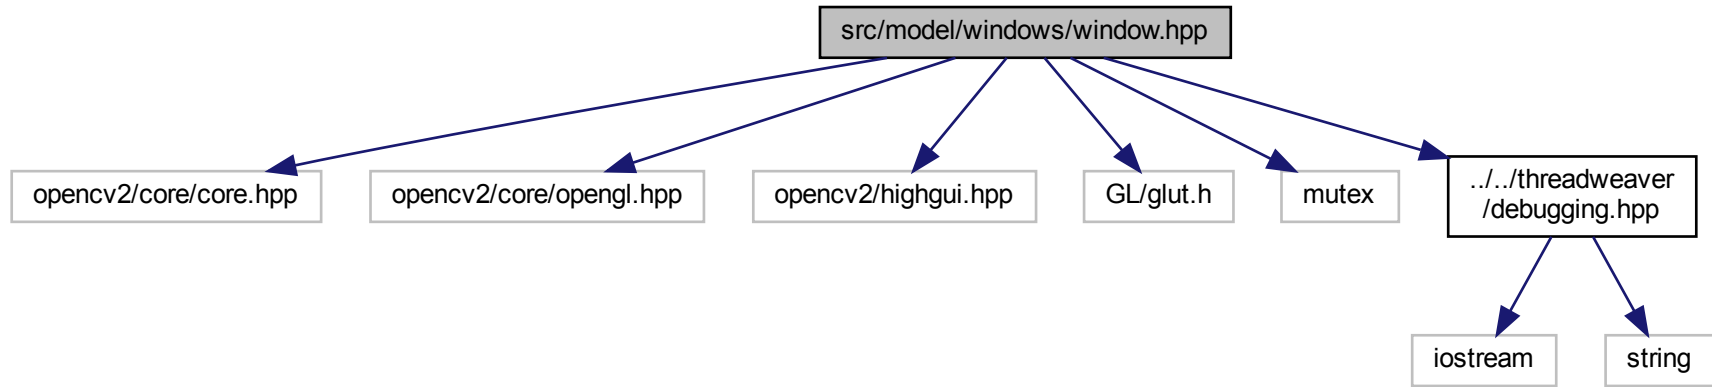 src/model/windows/window.hpp
opencv2/core/core.hpp
opencv2/core/opengl.hpp
opencv2/highgui.hpp
GL/glut.h
mutex
../../threadweaver
/debugging.hpp
iostream
string